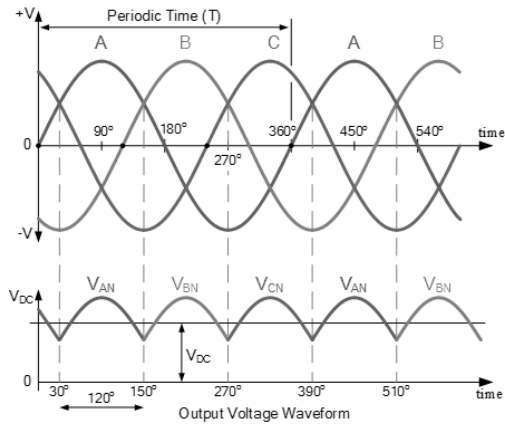 +V
Periodic Time (T)
A B C A B
0 90° 180° 270° 360° 450° 540° time
-V
V_DC
V_AN V_BN V_CN V_AN V_BN
V_DC
0
30° 150° 270° 390° 510° time
120°
Output Voltage Waveform